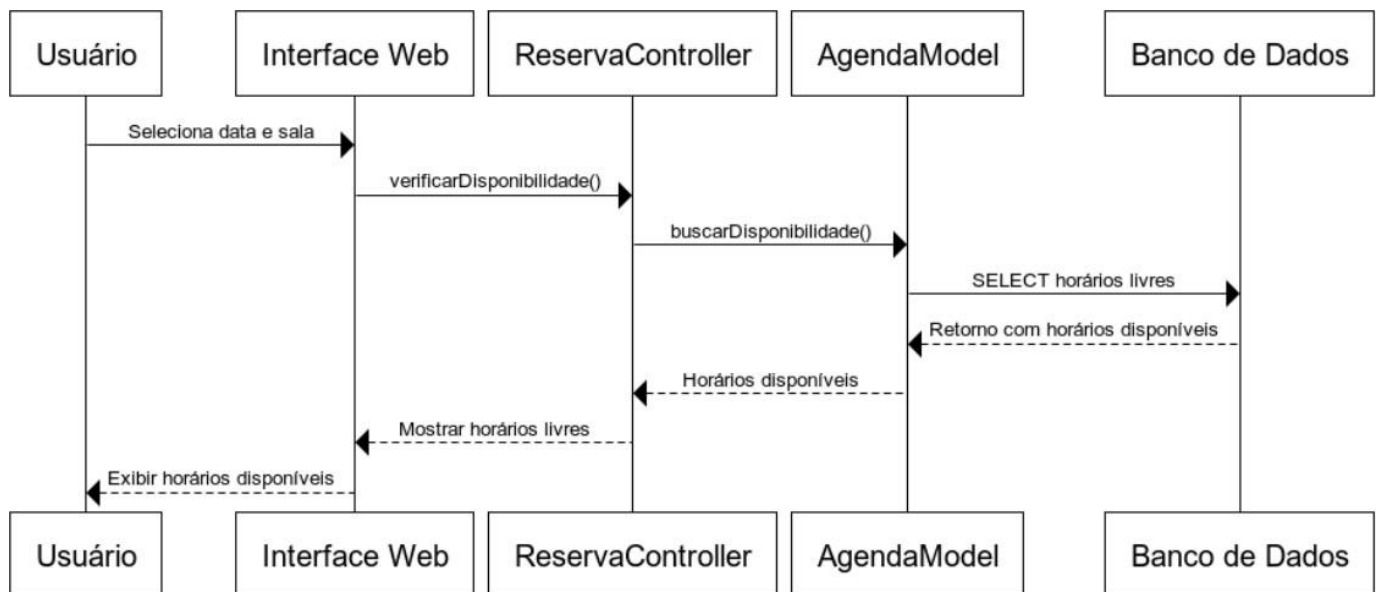 Usuário
Interface Web
ReservaController
AgendaModel
Banco de Dados
Seleciona data e sala
verificarDisponibilidade()
buscarDisponibilidade()
SELECT horários livres
Retorno com horários disponíveis
Horários disponíveis
Mostrar horários livres
Exibir horários disponíveis
Usuário
Interface Web
ReservaController
AgendaModel
Banco de Dados